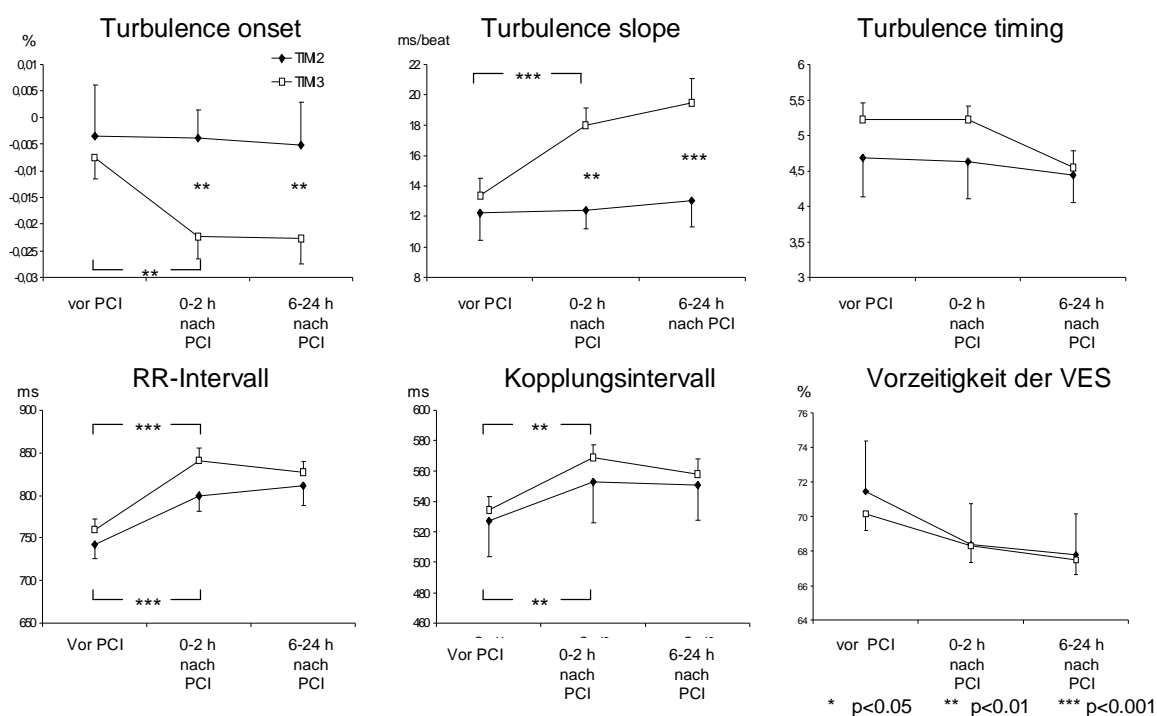 Turbulence onset
%
0,01
0,005
0
-0,005
-0,01
-0,015
-0,02
-0,025
-0,03
TIMI2
TIMI3
**
**
**
vor PCI
0-2 h
nach
PCI
6-24 h
nach
PCI
Turbulence slope
ms/beat
22
20
18
16
14
12
10
8
***
**
***
vor PCI
0-2 h
nach
PCI
6-24 h
nach PCI
Turbulence timing
6
5,5
5
4,5
4
3,5
3
vor PCI
0-2 h
nach
PCI
6-24 h
nach
PCI
RR-Intervall
ms
900
850
800
750
700
650
***
***
Vor PCI
0-2 h
nach
PCI
6-24 h
nach
PCI
Kopplungsintervall
ms
600
580
560
540
520
500
480
460
**
**
Vor PCI
0-2 h
nach
PCI
6-24 h
nach
PCI
Vorzeitigkeit der VES
%
76
74
72
70
68
66
64
vor PCI
0-2 h
nach
PCI
6-24 h
nach
PCI
* p<0.05 ** p<0.01 *** p<0.001